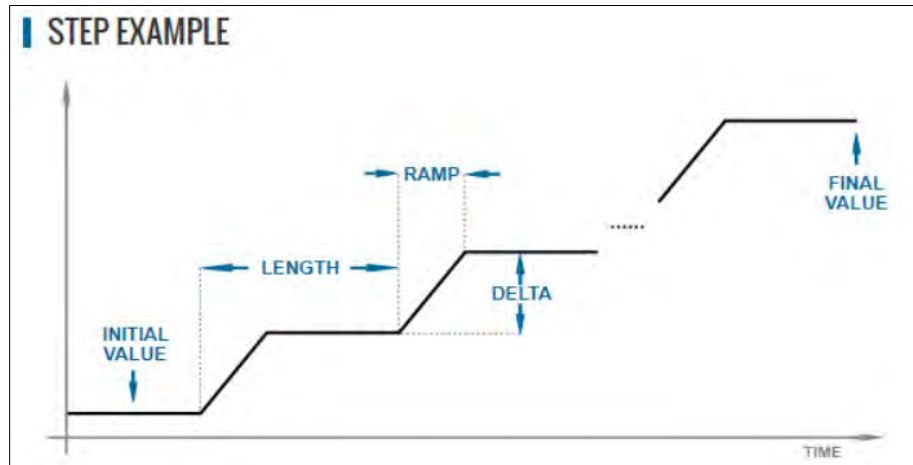 STEP EXAMPLE
RAMP
FINAL
VALUE
......
LENGTH
DELTA
INITIAL
VALUE
TIME